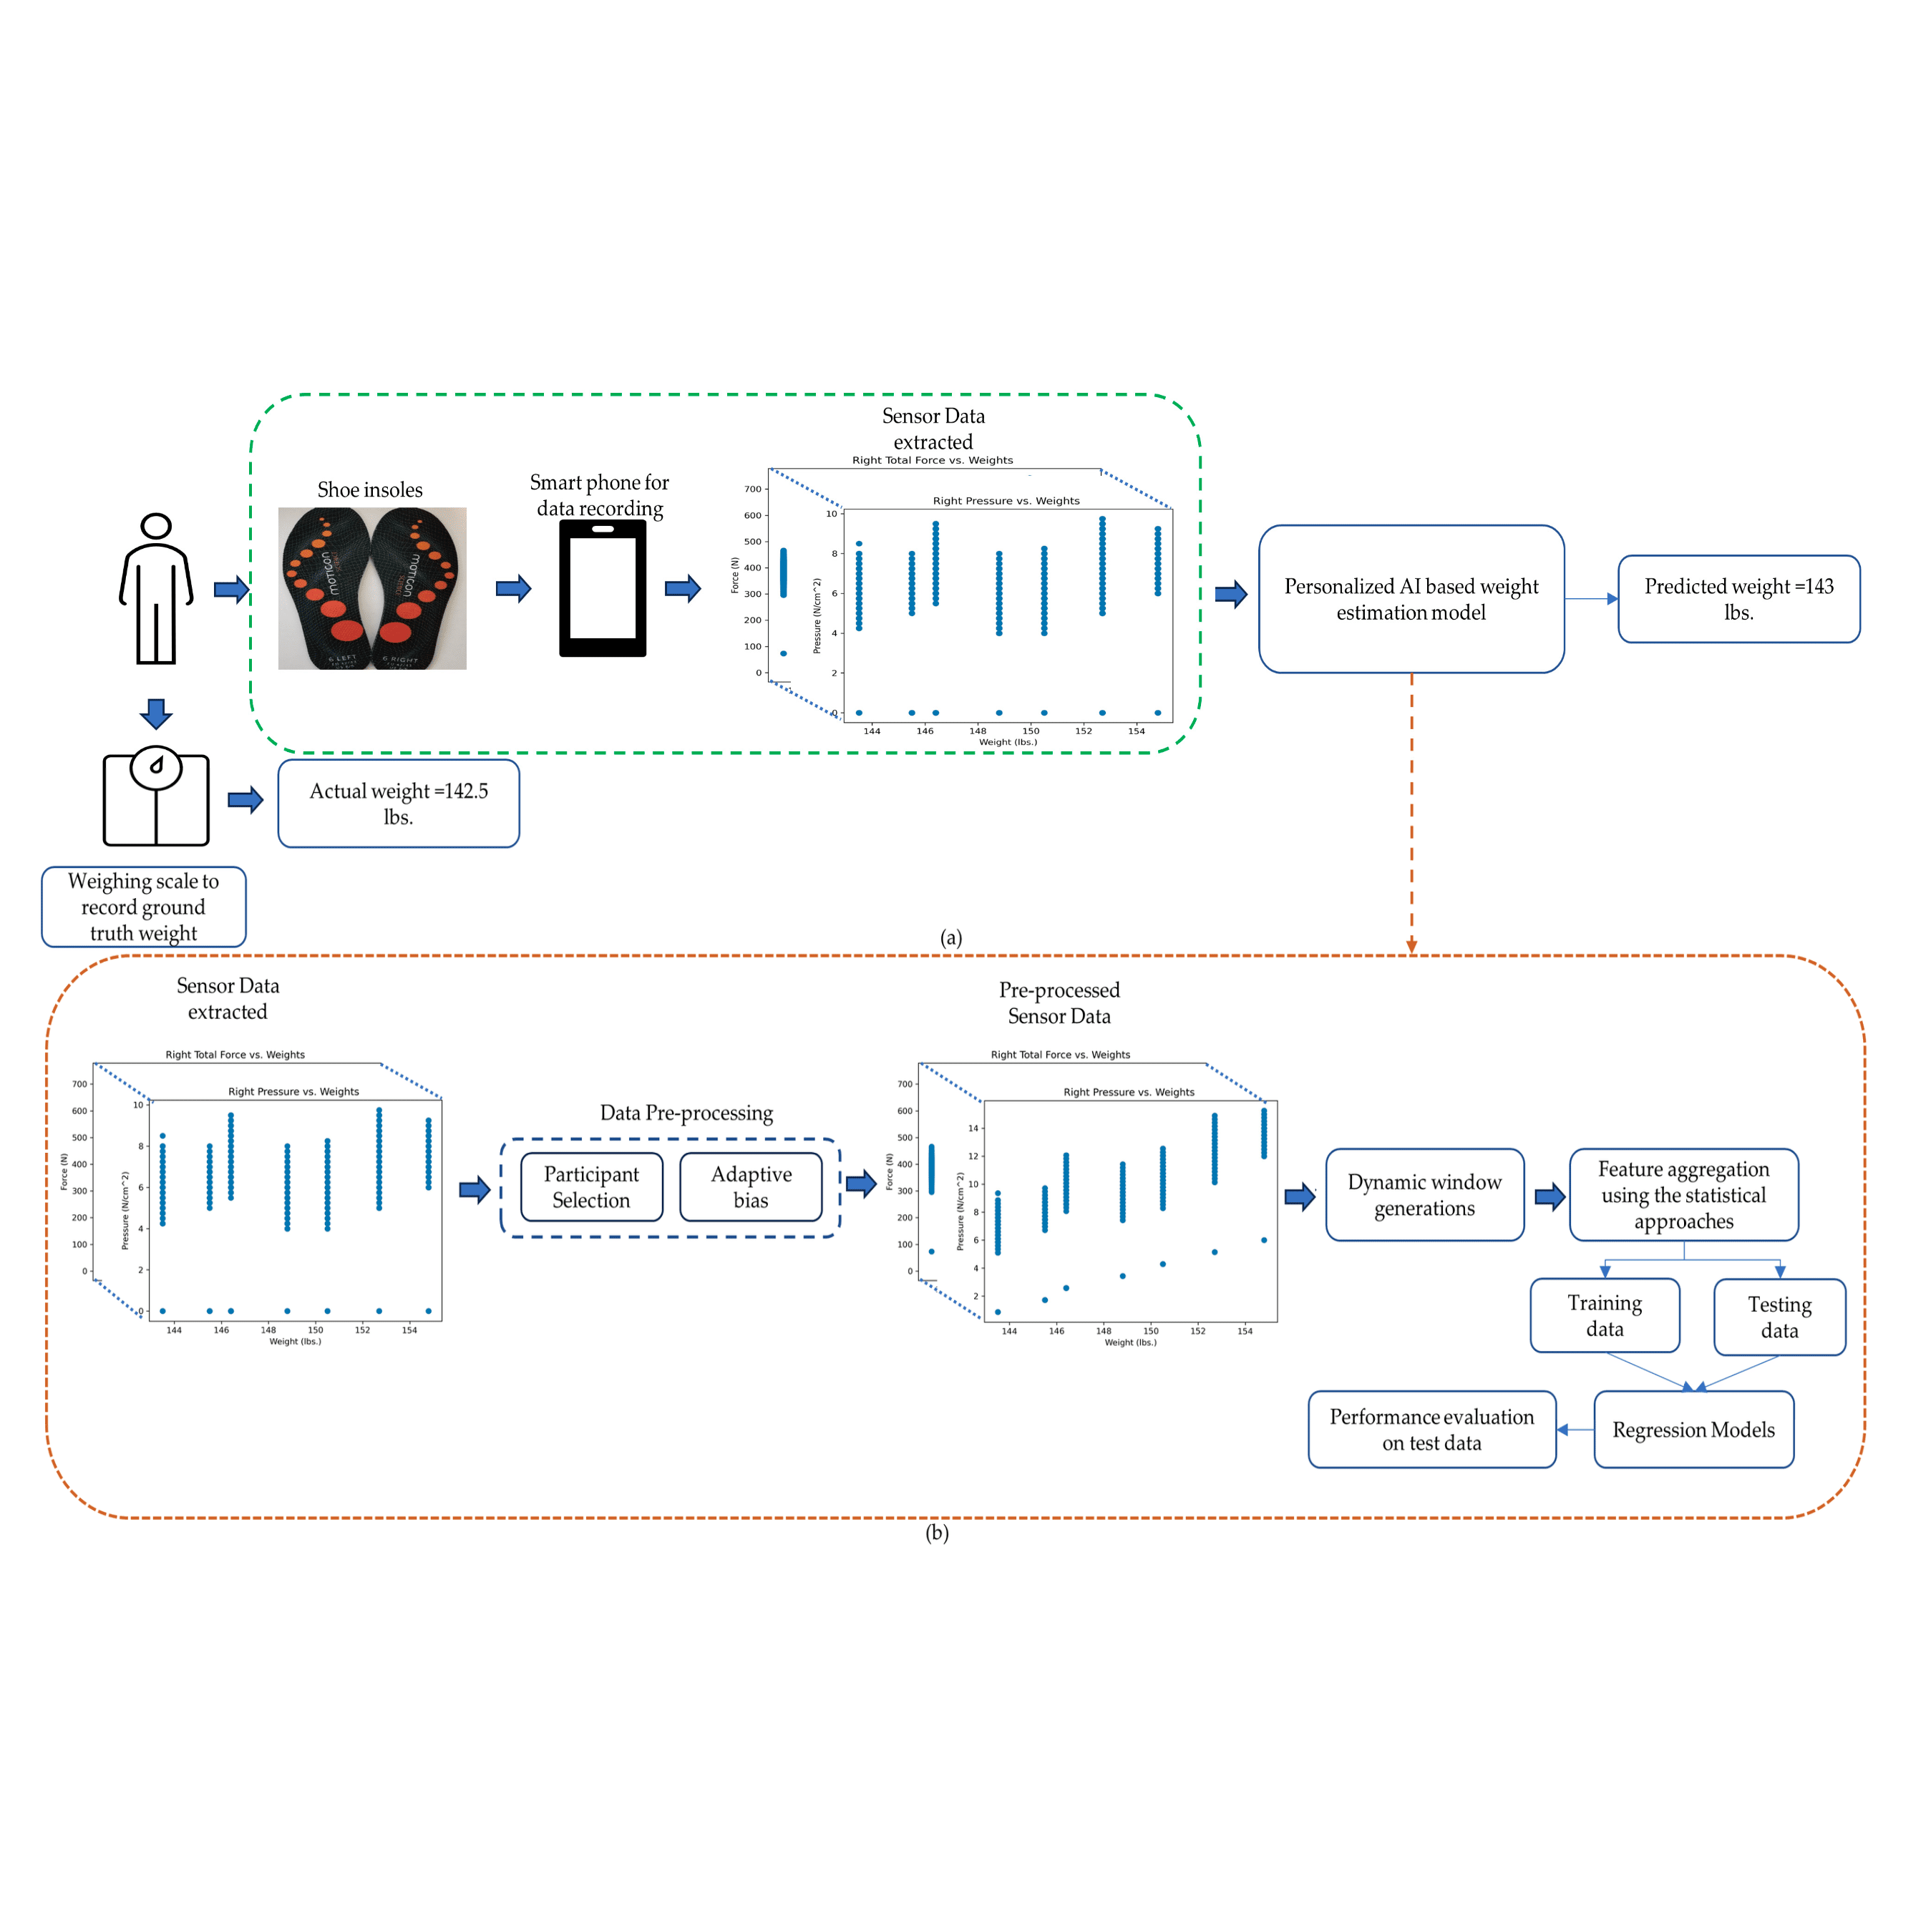 Sensor Data
extracted
Right Total Force vs. Weights
Right Pressure vs. Weights
700
600
500
400
300
200
100
0
Force (N)
10
8
6
4
2
0
Pressure (N/cm^2)
144 146 148 150 152 154
Weight (lbs.)
Shoe insoles
moticon
moticon
6 LEFT
6 RIGHT
Smart phone for
data recording
Personalized AI based weight
estimation model
Predicted weight =143
lbs.
Actual weight =142.5
lbs.
Weighing scale to
record ground
truth weight
(a)
Sensor Data
extracted
Right Total Force vs. Weights
Right Pressure vs. Weights
700
600
500
400
300
200
100
0
Force (N)
10
8
6
4
2
0
Pressure (N/cm^2)
144 146 148 150 152 154
Weight (lbs.)
Data Pre-processing
Participant
Selection
Adaptive
bias
Pre-processed
Sensor Data
Right Total Force vs. Weights
Right Pressure vs. Weights
700
600
500
400
300
200
100
0
Force (N)
14
12
10
8
6
4
2
Pressure (N/cm^2)
144 146 148 150 152 154
Weight (lbs.)
Dynamic window
generations
Feature aggregation
using the statistical
approaches
Training
data
Testing
data
Regression Models
Performance evaluation
on test data
(b)